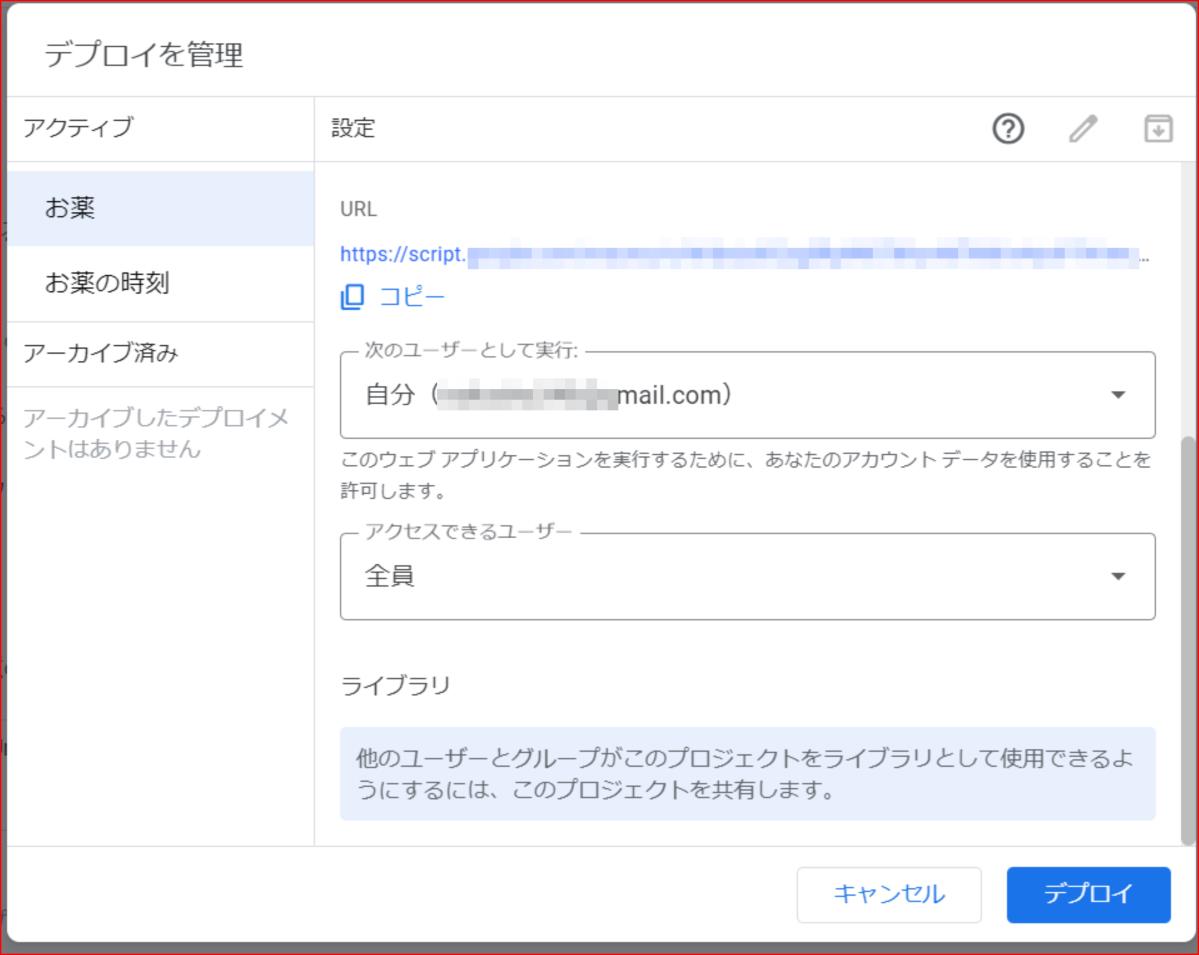 デプロイを管理
アクティブ
設定
お薬
お薬の時刻
アーカイブ済み
アーカイブしたデプロイメ
ントはありません
URL
https://script.
コピー
次のユーザーとして実行:
自分（mail.com）
このウェブ アプリケーションを実行するために、あなたのアカウント データを使用することを
許可します。
アクセスできるユーザー
全員
ライブラリ
他のユーザーとグループがこのプロジェクトをライブラリとして使用できるよ
うにするには、このプロジェクトを共有します。
キャンセル
デプロイ